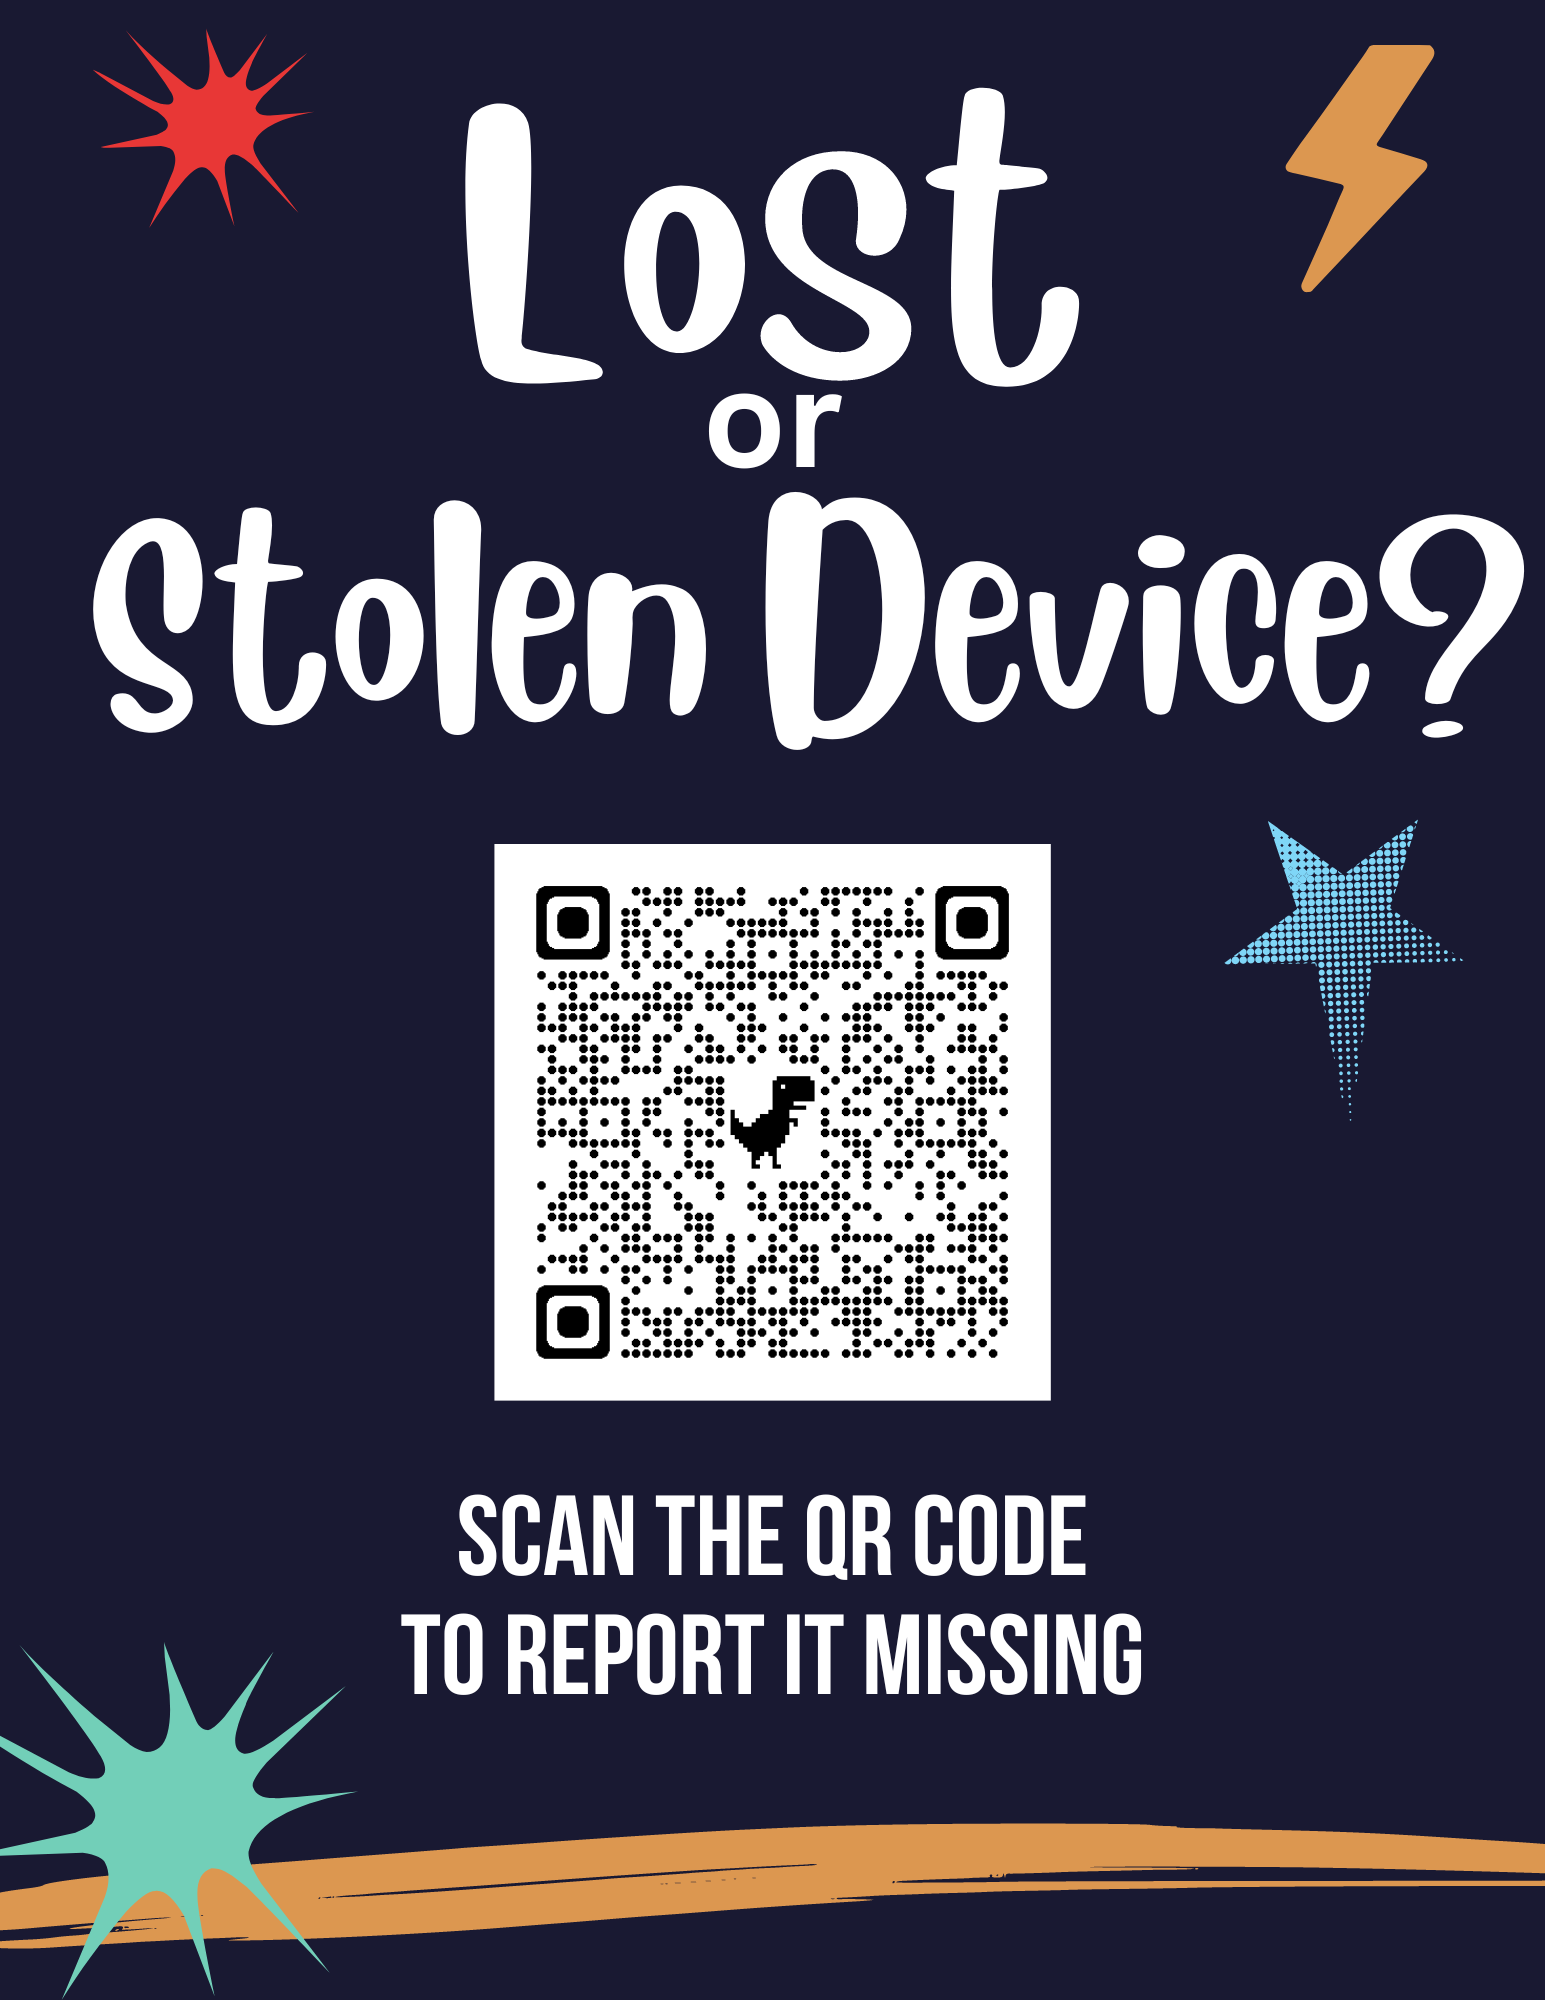 Lost
or
Stolen Device?
SCAN THE QR CODE
TO REPORT IT MISSING